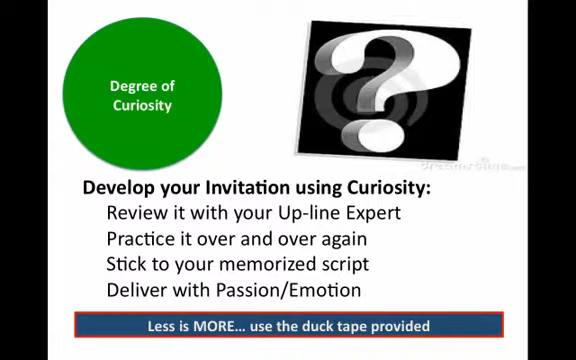 Degree of
Curiosity
dreamstime.com
Develop your Invitation using Curiosity:
Review it with your Up-line Expert
Practice it over and over again
Stick to your memorized script
Deliver with Passion/Emotion
Less is MORE... use the duck tape provided